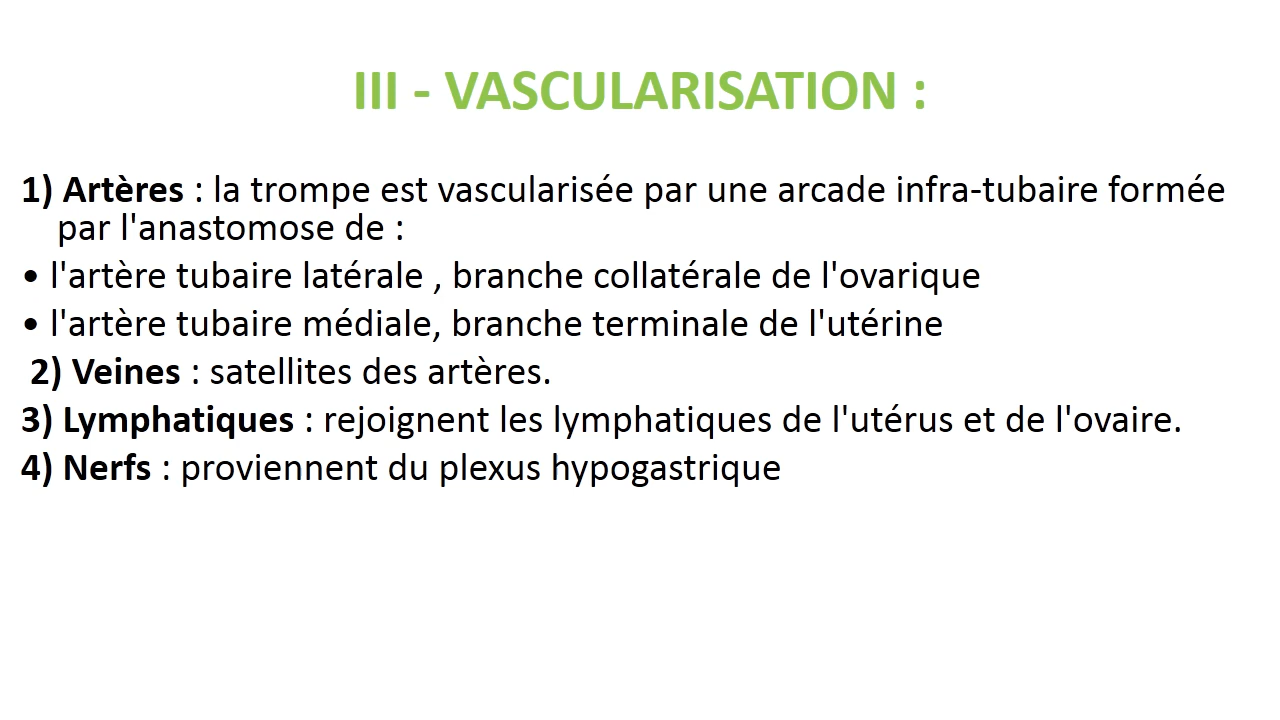 III - VASCULARISATION :
1) Artères : la trompe est vascularisée par une arcade infra-tubaire formée
par l'anastomose de :
• l'artère tubaire latérale , branche collatérale de l'ovarique
• l'artère tubaire médiale, branche terminale de l'utérine
2) Veines : satellites des artères.
3) Lymphatiques : rejoignent les lymphatiques de l'utérus et de l'ovaire.
4) Nerfs : proviennent du plexus hypogastrique